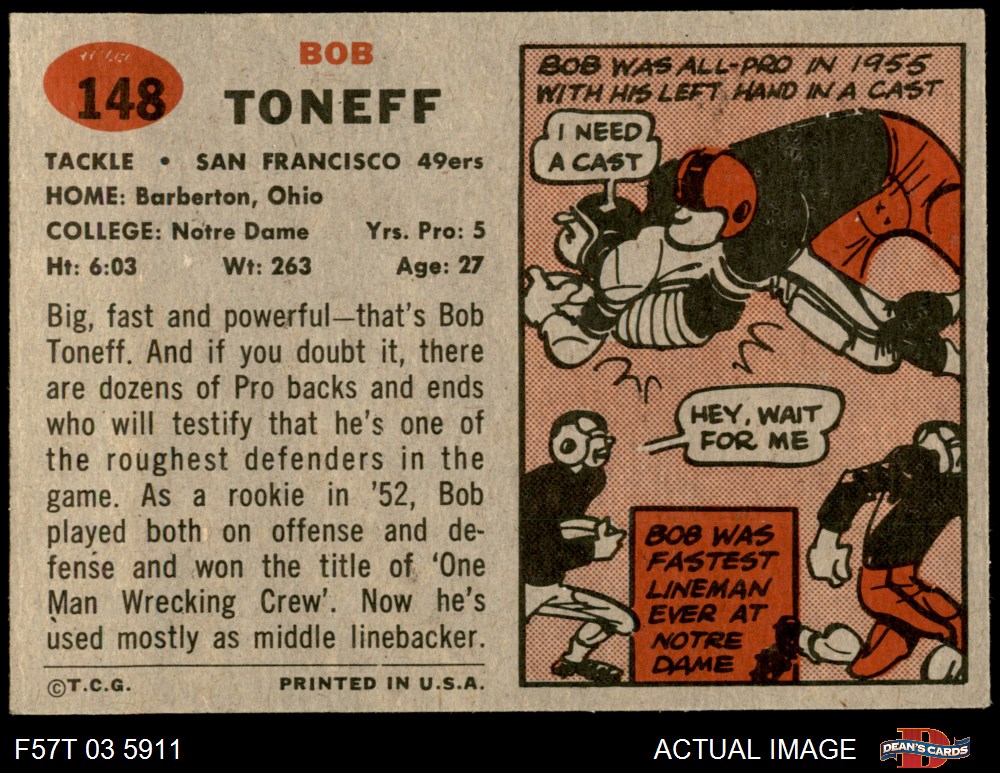 148
BOB
TONEFF
TACKLE • SAN FRANCISCO 49ers
HOME: Barberton, Ohio
COLLEGE: Notre Dame Yrs. Pro: 5
Ht: 6:03 Wt: 263 Age: 27
Big, fast and powerful—that's Bob
Toneff. And if you doubt it, there
are dozens of Pro backs and ends
who will testify that he's one of
the roughest defenders in the
game. As a rookie in '52, Bob
played both on offense and de-
fense and won the title of 'One
Man Wrecking Crew'. Now he's
used mostly as middle linebacker.
©T.C.G. PRINTED IN U.S.A.
BOB WAS ALL-PRO IN 1955
WITH HIS LEFT HAND IN A CAST
I NEED
A CAST
HEY, WAIT
FOR ME
BOB WAS
FASTEST
LINEMAN
EVER AT
NOTRE
DAME
F57T 03 5911 ACTUAL IMAGE DEAN'S CARDS